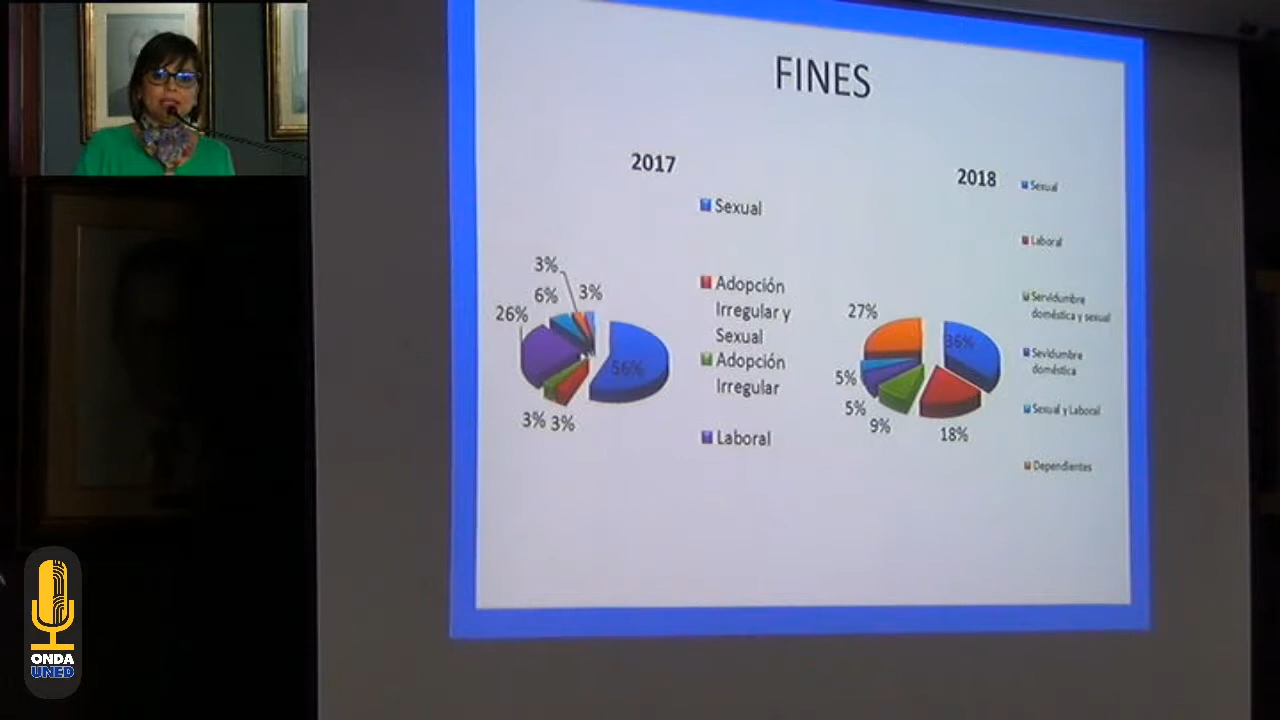 FINES
2017
Sexual
Adopción
Irregular y
Sexual
Adopción
Irregular
Laboral
3%
3%
6%
26%
56%
3%
3%
2018
Sexual
Laboral
Servidumbre
doméstica y sexual
Sevidumbre
doméstica
Sexual y Laboral
Dependientes
27%
36%
5%
5%
9%
18%
ONDA
UNED